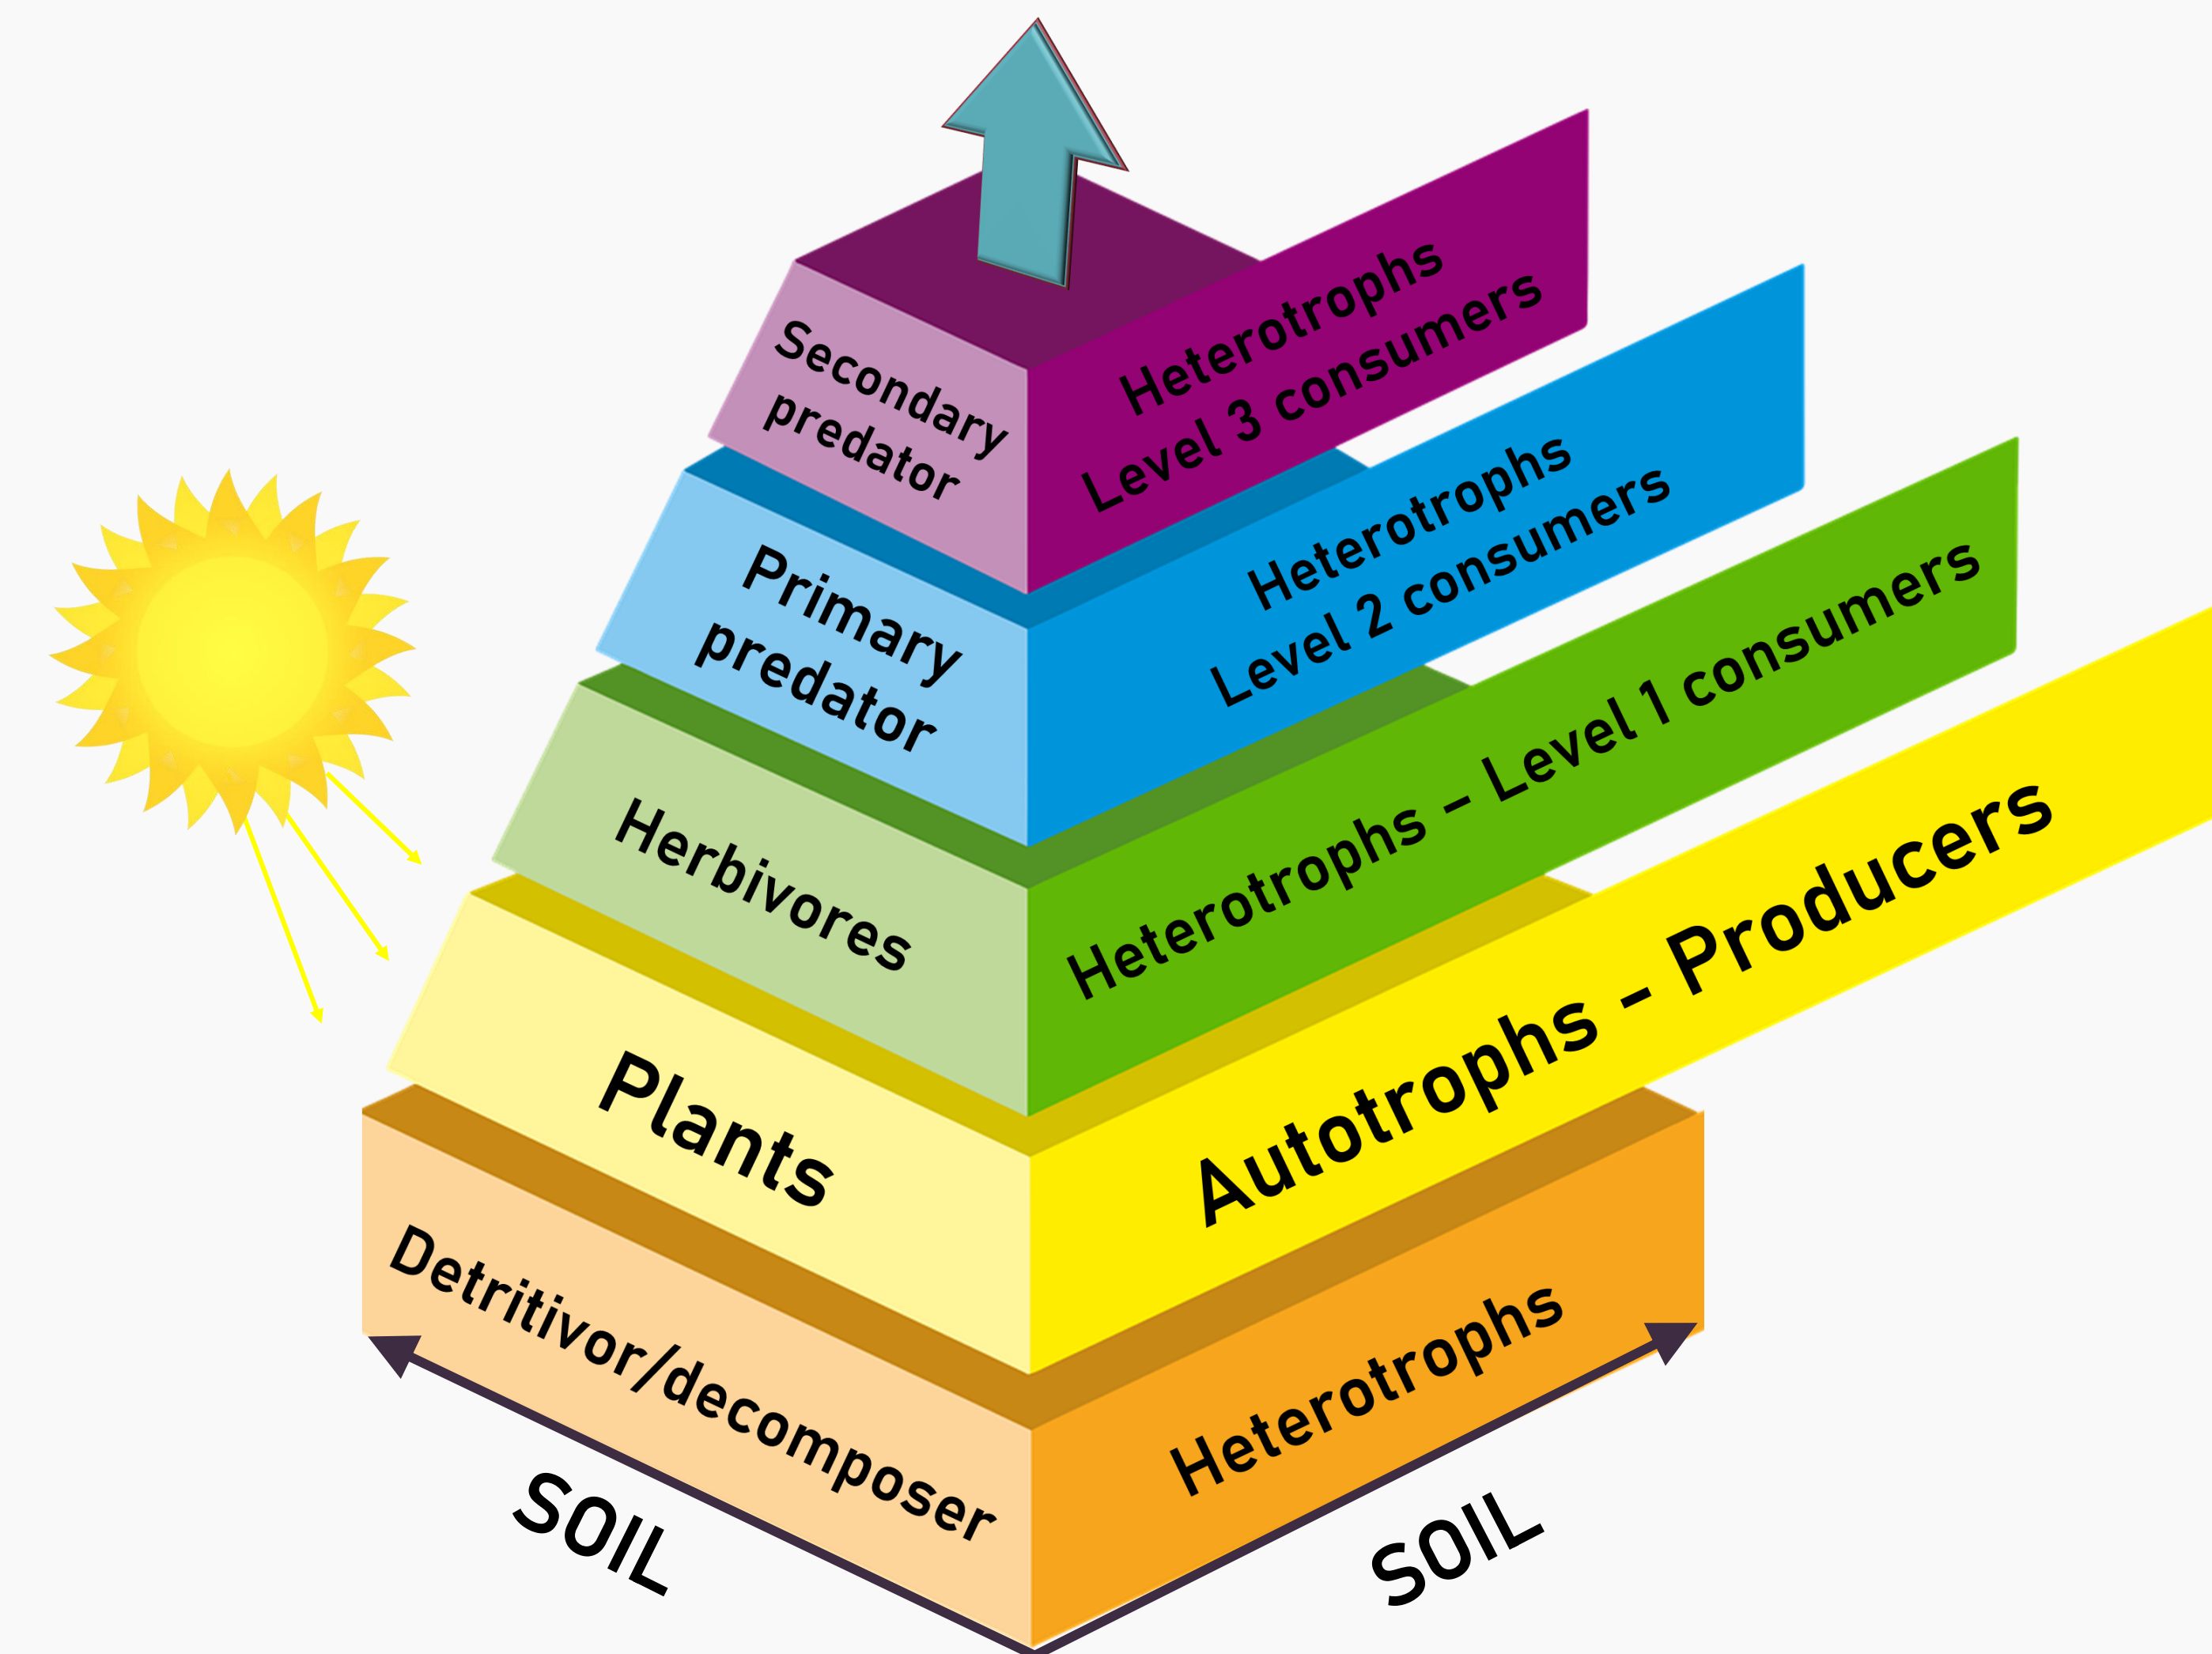 Secondary
predator
Heterotrophs
Level 3 consumers
Primary
predator
Heterotrophs
Level 2 consumers
Herbivores
Heterotrophs – Level 1 consumers
Plants
Autotrophs – Producers
Detritivor/decomposer
Heterotrophs
SOIL
SOIL